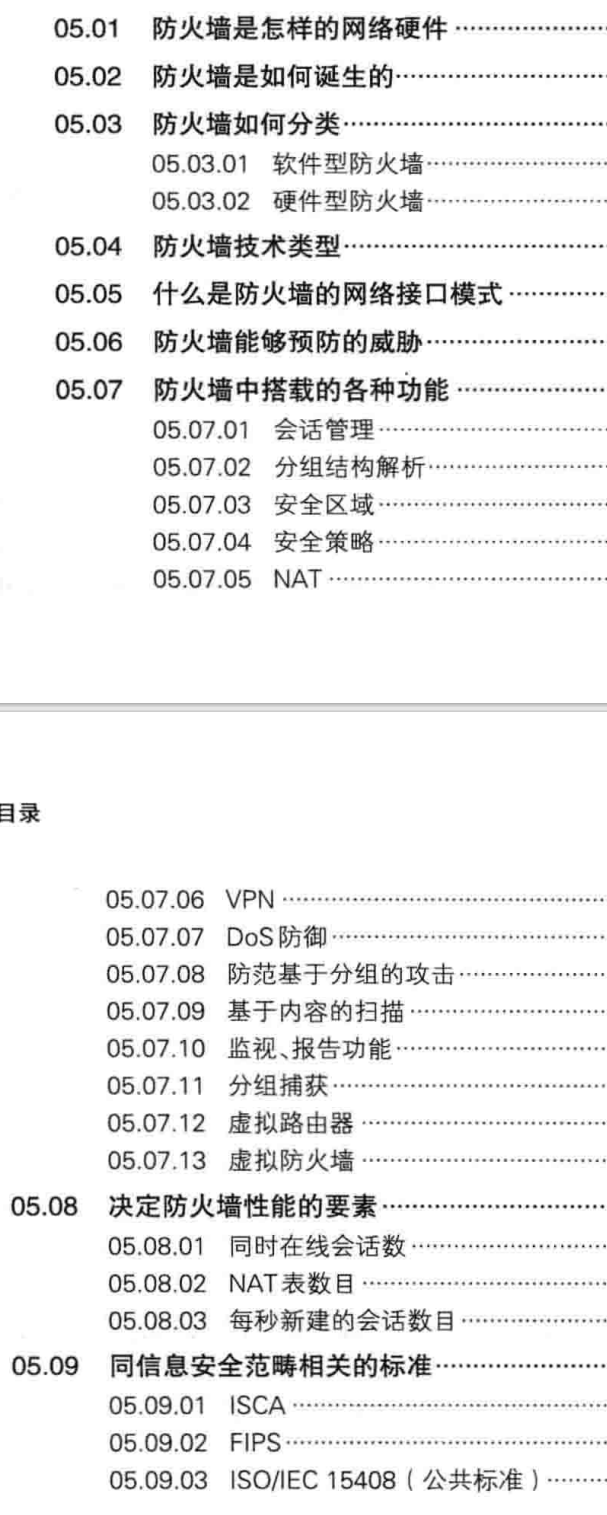 05.01 防火墙是怎样的网络硬件
05.02 防火墙是如何诞生的
05.03 防火墙如何分类
05.03.01 软件型防火墙
05.03.02 硬件型防火墙
05.04 防火墙技术类型
05.05 什么是防火墙的网络接口模式
05.06 防火墙能够预防的威胁
05.07 防火墙中搭载的各种功能
05.07.01 会话管理
05.07.02 分组结构解析
05.07.03 安全区域
05.07.04 安全策略
05.07.05 NAT
目录
05.07.06 VPN
05.07.07 DoS防御
05.07.08 防范基于分组的攻击
05.07.09 基于内容的扫描
05.07.10 监视、报告功能
05.07.11 分组捕获
05.07.12 虚拟路由器
05.07.13 虚拟防火墙
05.08 决定防火墙性能的要素
05.08.01 同时在线会话数
05.08.02 NAT表数目
05.08.03 每秒新建的会话数目
05.09 同信息安全范畴相关的标准
05.09.01 ISCA
05.09.02 FIPS
05.09.03 ISO/IEC 15408（公共标准）